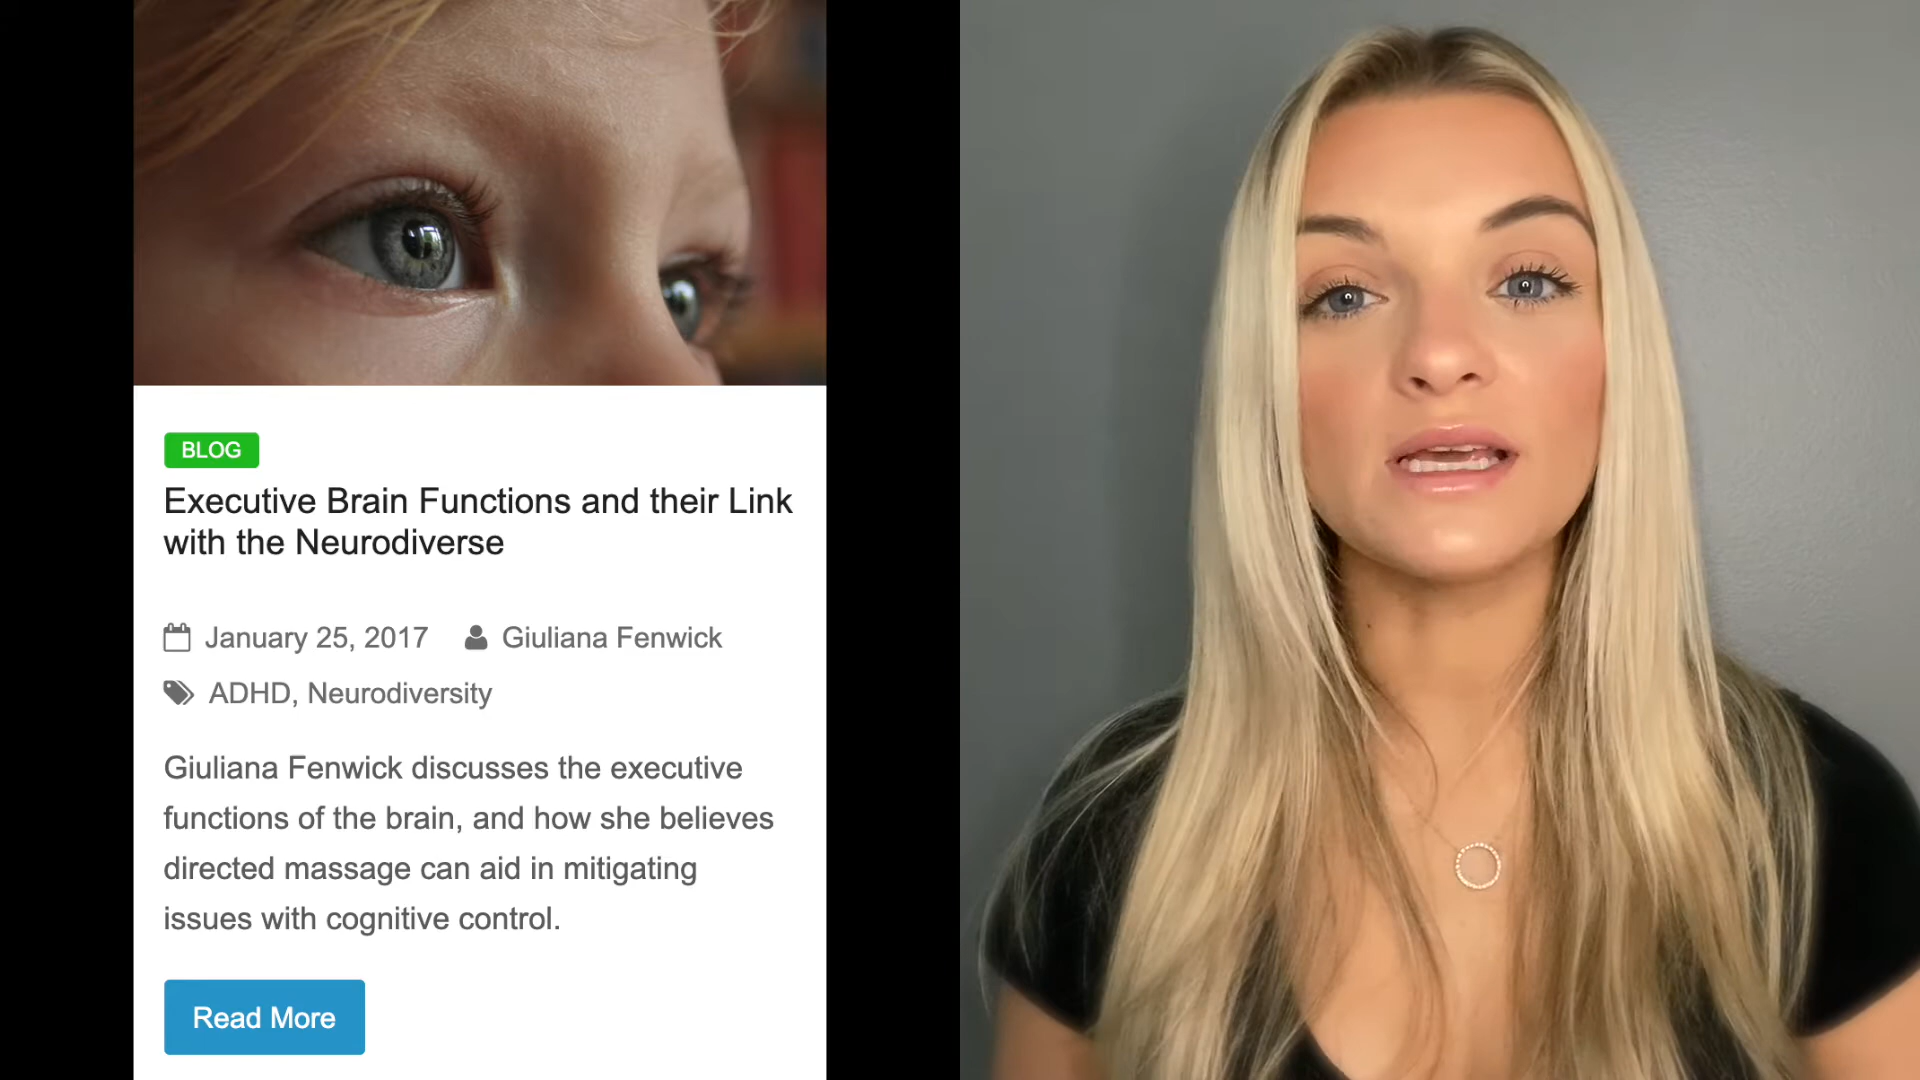 BLOG
Executive Brain Functions and their Link
with the Neurodiverse
January 25, 2017 Giuliana Fenwick
ADHD, Neurodiversity
Giuliana Fenwick discusses the executive
functions of the brain, and how she believes
directed massage can aid in mitigating
issues with cognitive control.
Read More